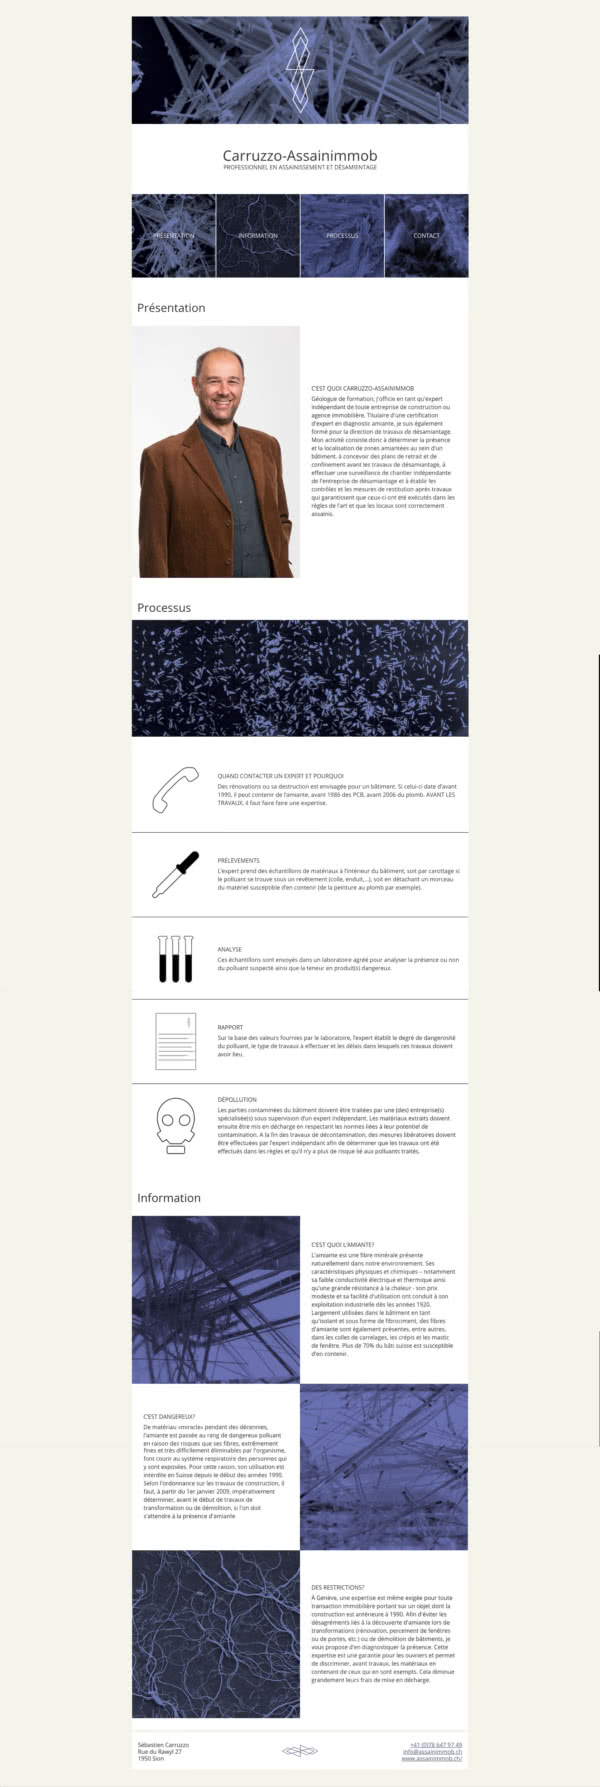 Carruzzo-Assainimmob
PROFESSIONNEL EN ASSAINISSEMENT ET DÉSAMIENTAGE
PRÉSENTATION
INFORMATION
PROCESSUS
CONTACT
Présentation
C'EST QUOI CARRUZZO-ASSAINIMMOB
Géologue de formation, j'officie en tant qu'expert
indépendant de toute entreprise de construction ou
agence immobilière. Titulaire d'une certification
d'expert en diagnostic amiante, je suis également
formé pour la direction de travaux de désamiantage.
Mon activité consiste donc à déterminer la présence
et la localisation de zones amiantées au sein d'un
bâtiment, à concevoir des plans de retrait et de
confinement avant les travaux de désamiantage, à
effectuer une surveillance de chantier indépendante
de l'entreprise de désamiantage et à établir les
contrôles et les mesures de restitution après travaux
qui garantissent que ceux-ci ont été exécutés dans les
règles de l'art et que les locaux sont correctement
assainis.
Processus
QUAND CONTACTER UN EXPERT ET POURQUOI
Des rénovations ou sa destruction est envisagée pour un bâtiment. Si celui-ci date d'avant
1990, il peut contenir de l'amiante, avant 1986 des PCB, avant 2006 du plomb. AVANT LES
TRAVAUX, il faut faire faire une expertise.
PRÉLÈVEMENTS
L'expert prend des échantillons de matériaux à l'intérieur du bâtiment, soit par carottage si
le polluant se trouve sous un revêtement (colle, enduit,...), soit en détachant un morceau
du matériel susceptible d'en contenir (de la peinture au plomb par exemple).
ANALYSE
Ces échantillons sont envoyés dans un laboratoire agréé pour analyser la présence ou non
du polluant suspecté ainsi que la teneur en produit(s) dangereux.
RAPPORT
Sur la base des valeurs fournies par le laboratoire, l'expert établit le degré de dangerosité
du polluant, le type de travaux à effectuer et les délais dans lesquels ces travaux doivent
avoir lieu.
DÉPOLLUTION
Les parties contaminées du bâtiment doivent être traitées par une (des) entreprise(s)
spécialisée(s) sous supervision d'un expert indépendant. Les matériaux extraits doivent
ensuite être mis en décharge en respectant les normes liées à leur potentiel de
contamination. A la fin des travaux de décontamination, des mesures libératoires doivent
être effectuées par l'expert indépendant afin de déterminer que les travaux ont été
effectués dans les règles et qu'il n'y a plus de risque lié aux polluants traités.
Information
C'EST QUOI L'AMIANTE?
L'amiante est une fibre minérale présente
naturellement dans notre environnement. Ses
caractéristiques physiques et chimiques – notamment
sa faible conductivité électrique et thermique ainsi
qu'une grande résistance à la chaleur - son prix
modeste et sa facilité d'utilisation ont conduit à son
exploitation industrielle dès les années 1920.
Largement utilisées dans le bâtiment en tant
qu'isolant et sous forme de fibrociment, des fibres
d'amiante sont également présentes, entre autres,
dans les colles de carrelages, les crépis et les mastic
de fenêtre. Plus de 70% du bâti suisse est susceptible
d'en contenir.
C'EST DANGEREUX?
De matériau «miracle» pendant des décennies,
l'amiante est passée au rang de dangereux polluant
en raison des risques que ses fibres, extrêmement
fines et très difficilement éliminables par l'organisme,
font courir au système respiratoire des personnes qui
y sont exposées. Pour cette raison, son utilisation est
interdite en Suisse depuis le début des années 1990.
Selon l'ordonnance sur les travaux de construction, il
faut, à partir du 1er janvier 2009, impérativement
déterminer, avant le début de travaux de
transformation ou de démolition, si l'on doit
s'attendre à la présence d'amiante
DES RESTRICTIONS?
À Genève, une expertise est même exigée pour toute
transaction immobilière portant sur un objet dont la
construction est antérieure à 1990. Afin d'éviter les
désagréments liés à la découverte d'amiante lors de
transformations (rénovation, percement de fenêtres
ou de portes, etc.) ou de démolition de bâtiments, je
vous propose d'en diagnostiquer la présence. Cette
expertise est une garantie pour les ouvriers et permet
de discriminer, avant travaux, les matériaux en
contenant de ceux qui en sont exempts. Cela diminue
grandement leurs frais de mise en décharge.
Sébastien Carruzzo
Rue du Rawyl 27
1950 Sion
+41 (0)78 647 97 49
info@assainimmob.ch
www.assainimmob.ch/